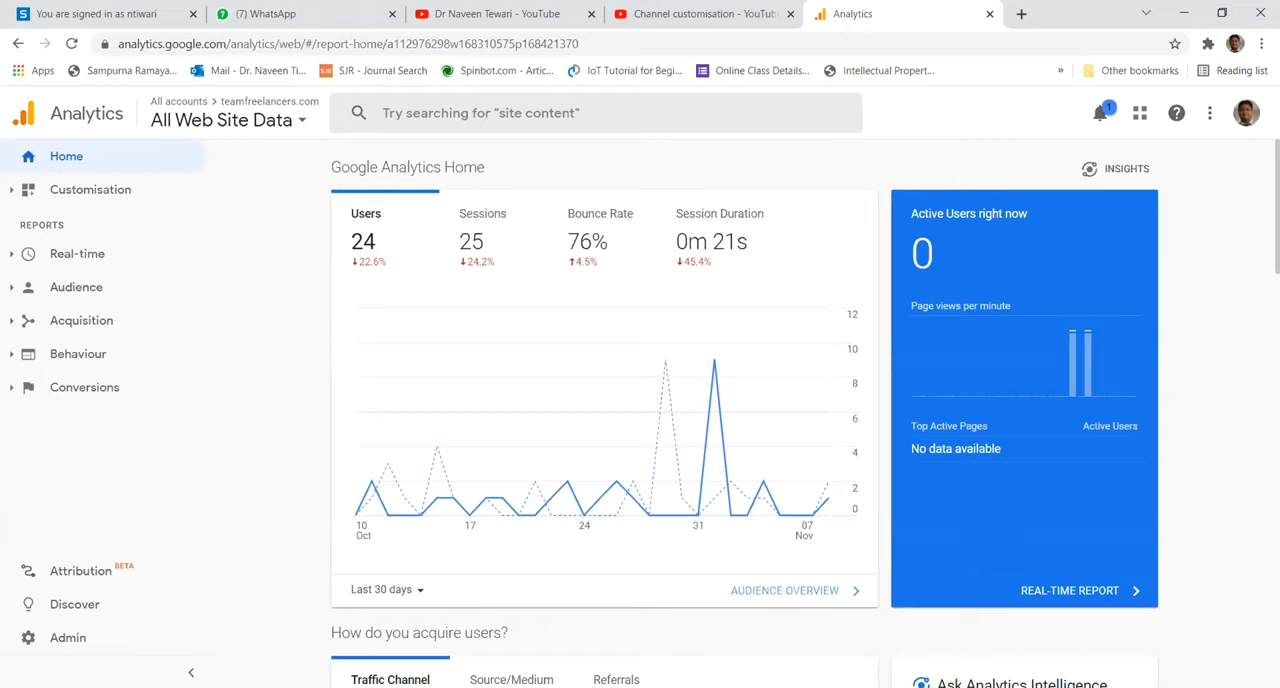 You are signed in as ntiwari
(7) WhatsApp
Dr Naveen Tewari - YouTube
Channel customisation - YouTub
Analytics
analytics.google.com/analytics/web/#/report-home/a112976298w168310575p168421370
Apps
Sampurna Ramaya...
Mail - Dr. Naveen Ti...
SJR
SJR - Journal Search
Spinbot.com - Artic...
IoT Tutorial for Begi...
Online Class Details...
Intellectual Propert...
»
Other bookmarks
Reading list
Analytics
All accounts > teamfreelancers.com
All Web Site Data
Try searching for "site content"
1
Home
Customisation
REPORTS
Real-time
Audience
Acquisition
Behaviour
Conversions
Attribution BETA
Discover
Admin
Google Analytics Home
INSIGHTS
Users
Sessions
Bounce Rate
Session Duration
24
25
76%
0m 21s
↓22.6%
↓24.2%
↑4.5%
↓45.4%
12
10
8
6
4
2
0
10
Oct
17
24
31
07
Nov
Last 30 days
AUDIENCE OVERVIEW
Active Users right now
0
Page views per minute
Top Active Pages
Active Users
No data available
REAL-TIME REPORT
How do you acquire users?
Traffic Channel
Source/Medium
Referrals
Ask Analytics Intelligence